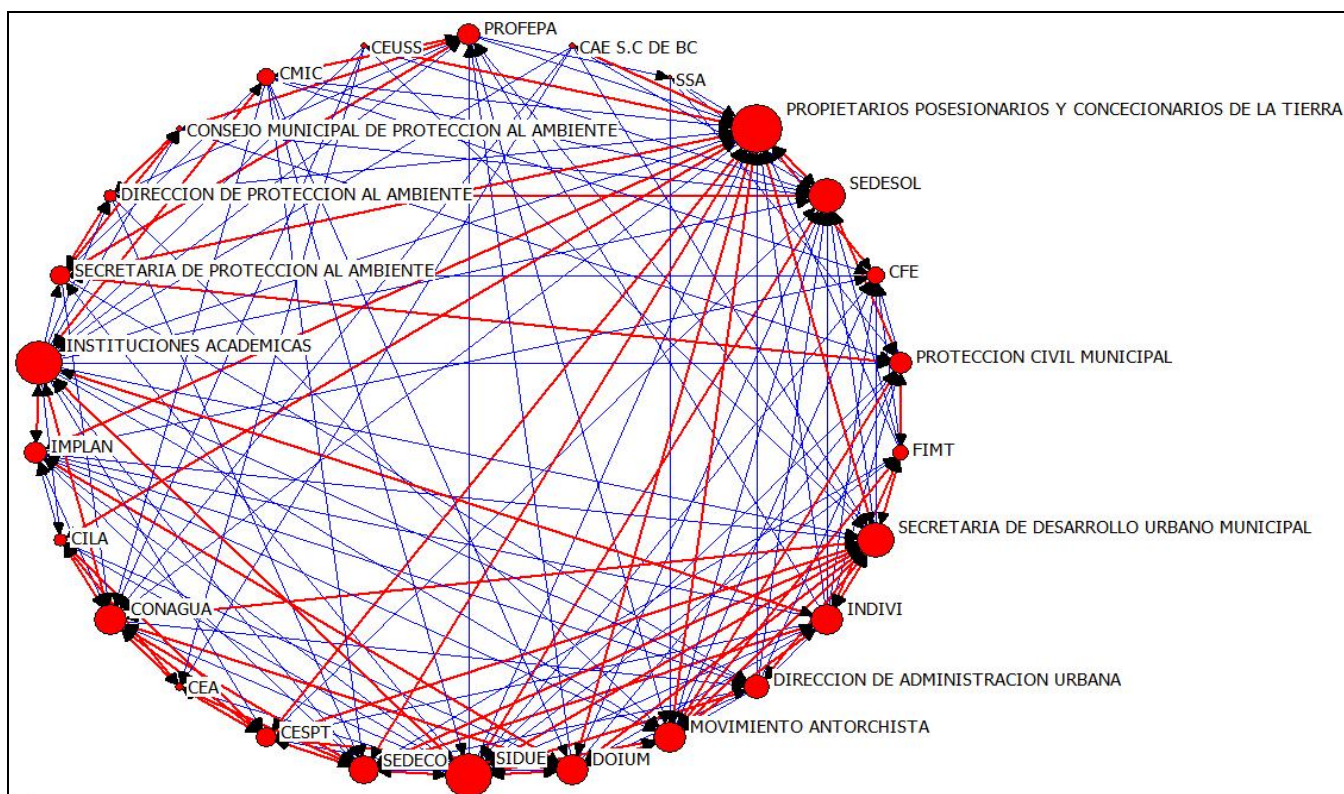 PROFEPA
CEUSS
CAE S.C DE BC
CMIC
SSA
PROPIETARIOS POSESIONARIOS Y CONCECIONARIOS DE LA TIERRA
CONSEJO MUNICIPAL DE PROTECCION AL AMBIENTE
DIRECCION DE PROTECCION AL AMBIENTE
SEDESOL
SECRETARIA DE PROTECCION AL AMBIENTE
CFE
INSTITUCIONES ACADEMICAS
PROTECCION CIVIL MUNICIPAL
IMPLAN
FIMT
CILA
SECRETARIA DE DESARROLLO URBANO MUNICIPAL
CONAGUA
INDIVI
CEA
DIRECCION DE ADMINISTRACION URBANA
CESPT
MOVIMIENTO ANTORCHISTA
SEDECO
SIDUE
DOIUM